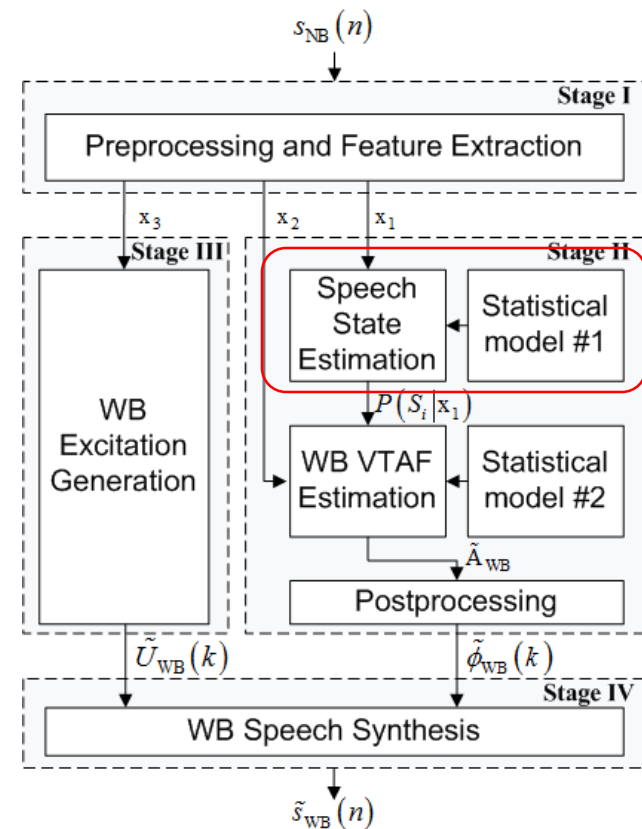 s_NB(n)
Stage I
Preprocessing and Feature Extraction
x_3
x_2
x_1
Stage III
Stage II
WB
Excitation
Generation
Speech
State
Estimation
Statistical
model #1
P(S_i|x_1)
WB VTAF
Estimation
Statistical
model #2
Ã_WB
Postprocessing
Ũ_WB(k)
ϕ̃_WB(k)
Stage IV
WB Speech Synthesis
s̃_WB(n)